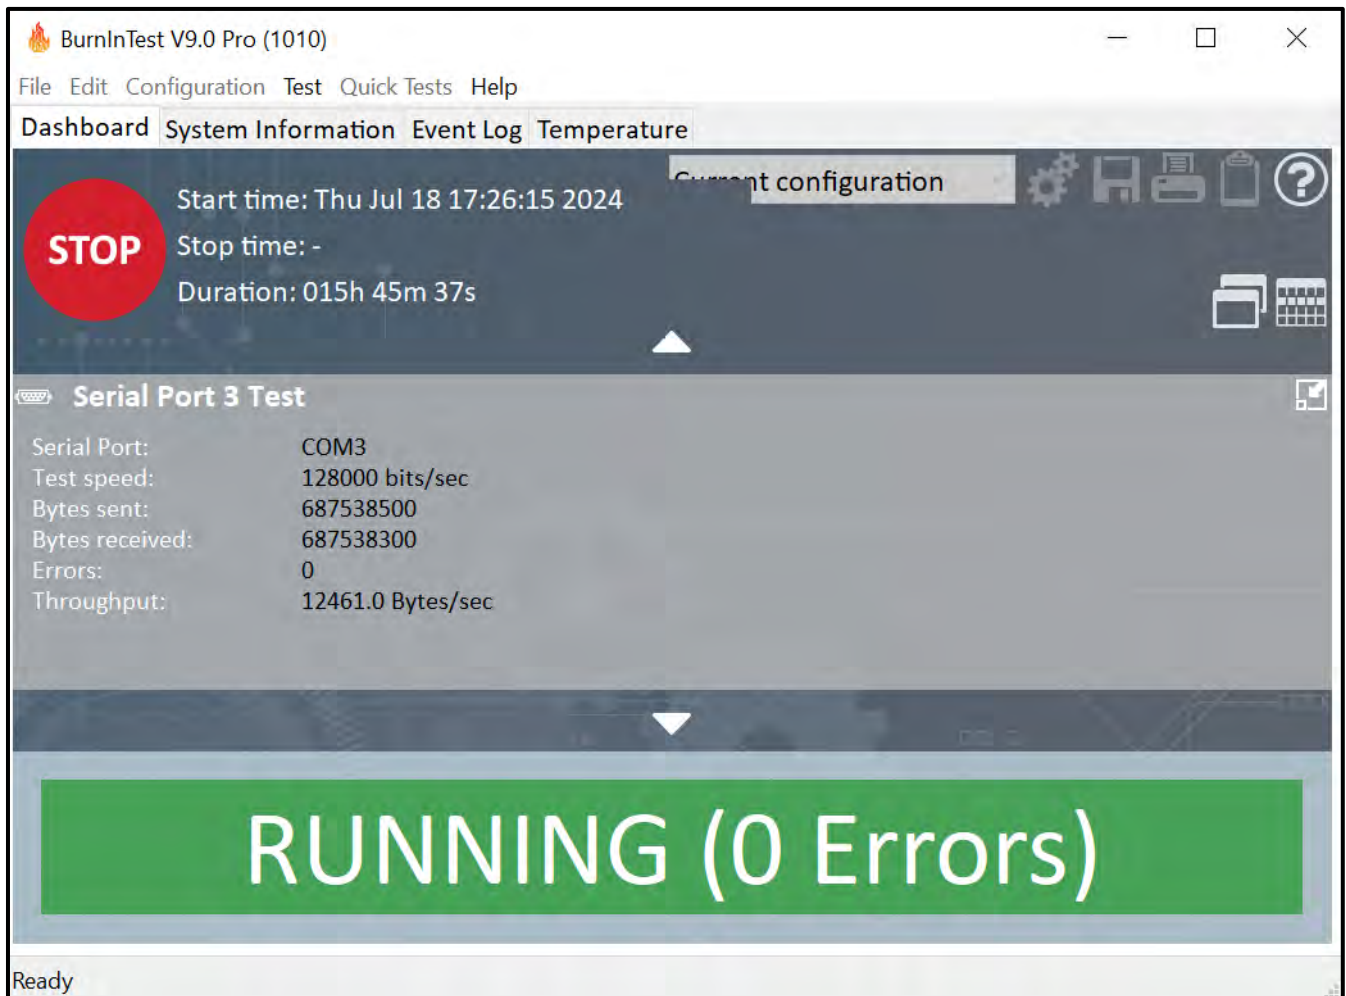 BurnInTest V9.0 Pro (1010)
File Edit Configuration Test Quick Tests Help
Dashboard System Information Event Log Temperature
Current configuration
STOP
Start time: Thu Jul 18 17:26:15 2024
Stop time: -
Duration: 015h 45m 37s
Serial Port 3 Test
Serial Port: COM3
Test speed: 128000 bits/sec
Bytes sent: 687538500
Bytes received: 687538300
Errors: 0
Throughput: 12461.0 Bytes/sec
RUNNING (0 Errors)
Ready